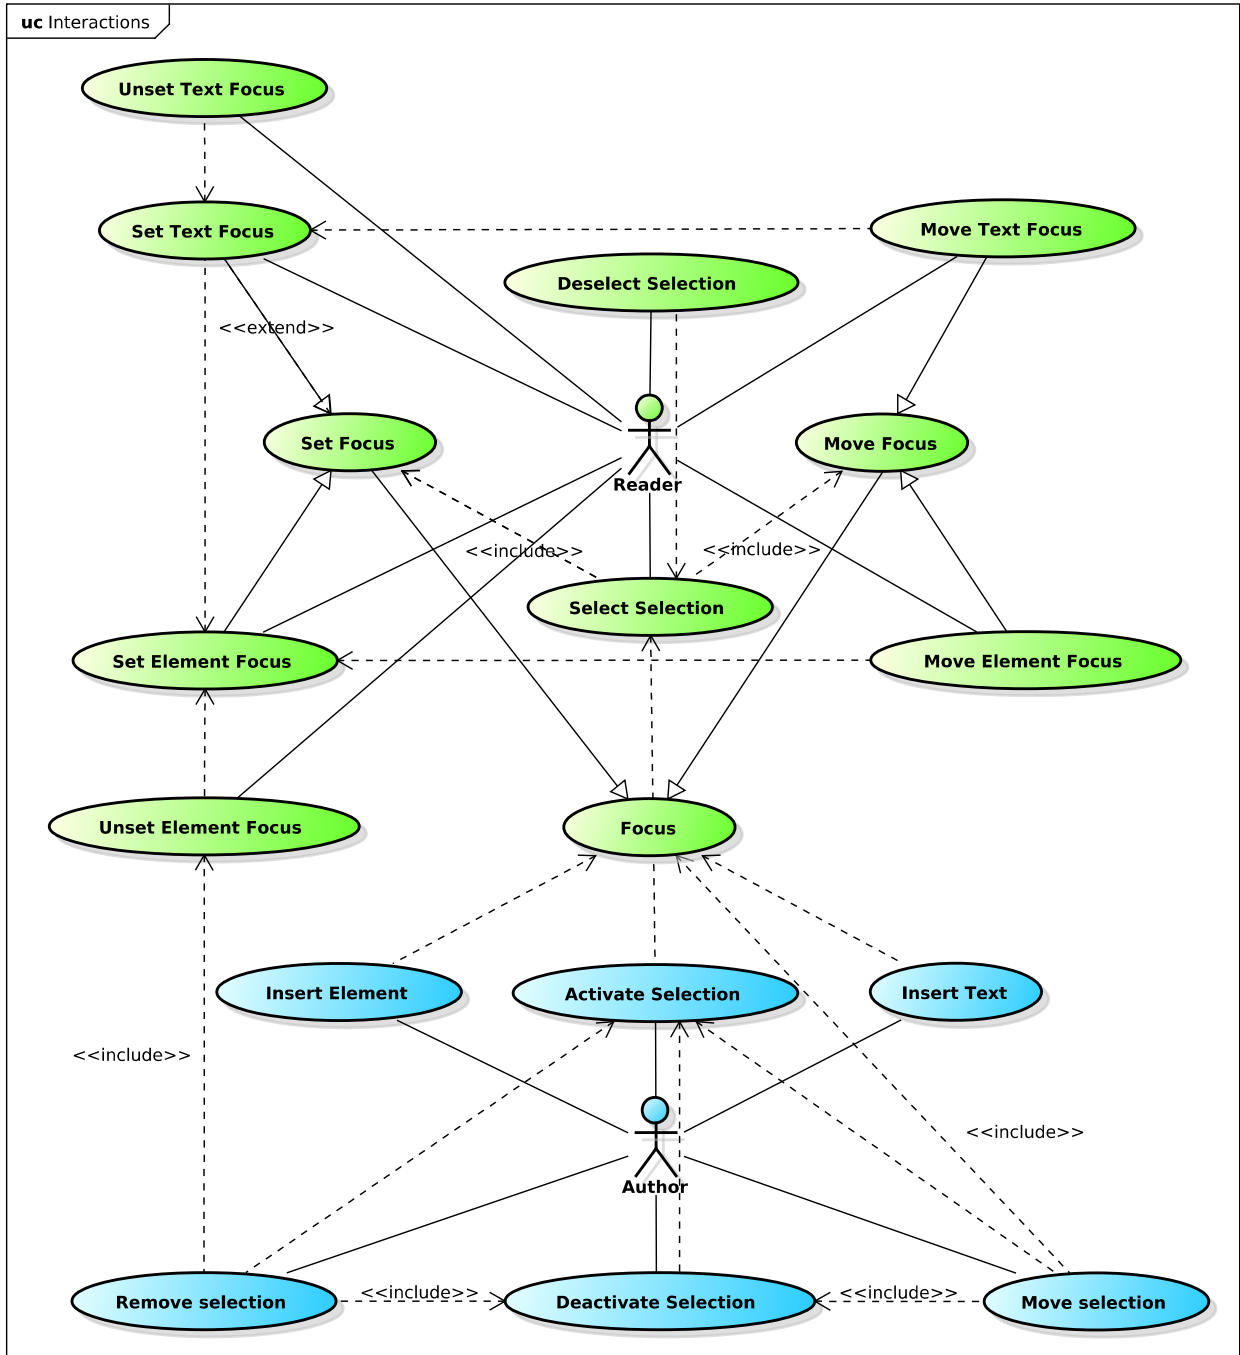 uc Interactions
Unset Text Focus
Set Text Focus
Move Text Focus
Deselect Selection
<<extend>>
Set Focus
Move Focus
Reader
<<include>>
<<include>>
Select Selection
Set Element Focus
Move Element Focus
Unset Element Focus
Focus
Insert Element
Activate Selection
Insert Text
<<include>>
<<include>>
Author
<<include>>
<<include>>
Remove selection
Deactivate Selection
Move selection